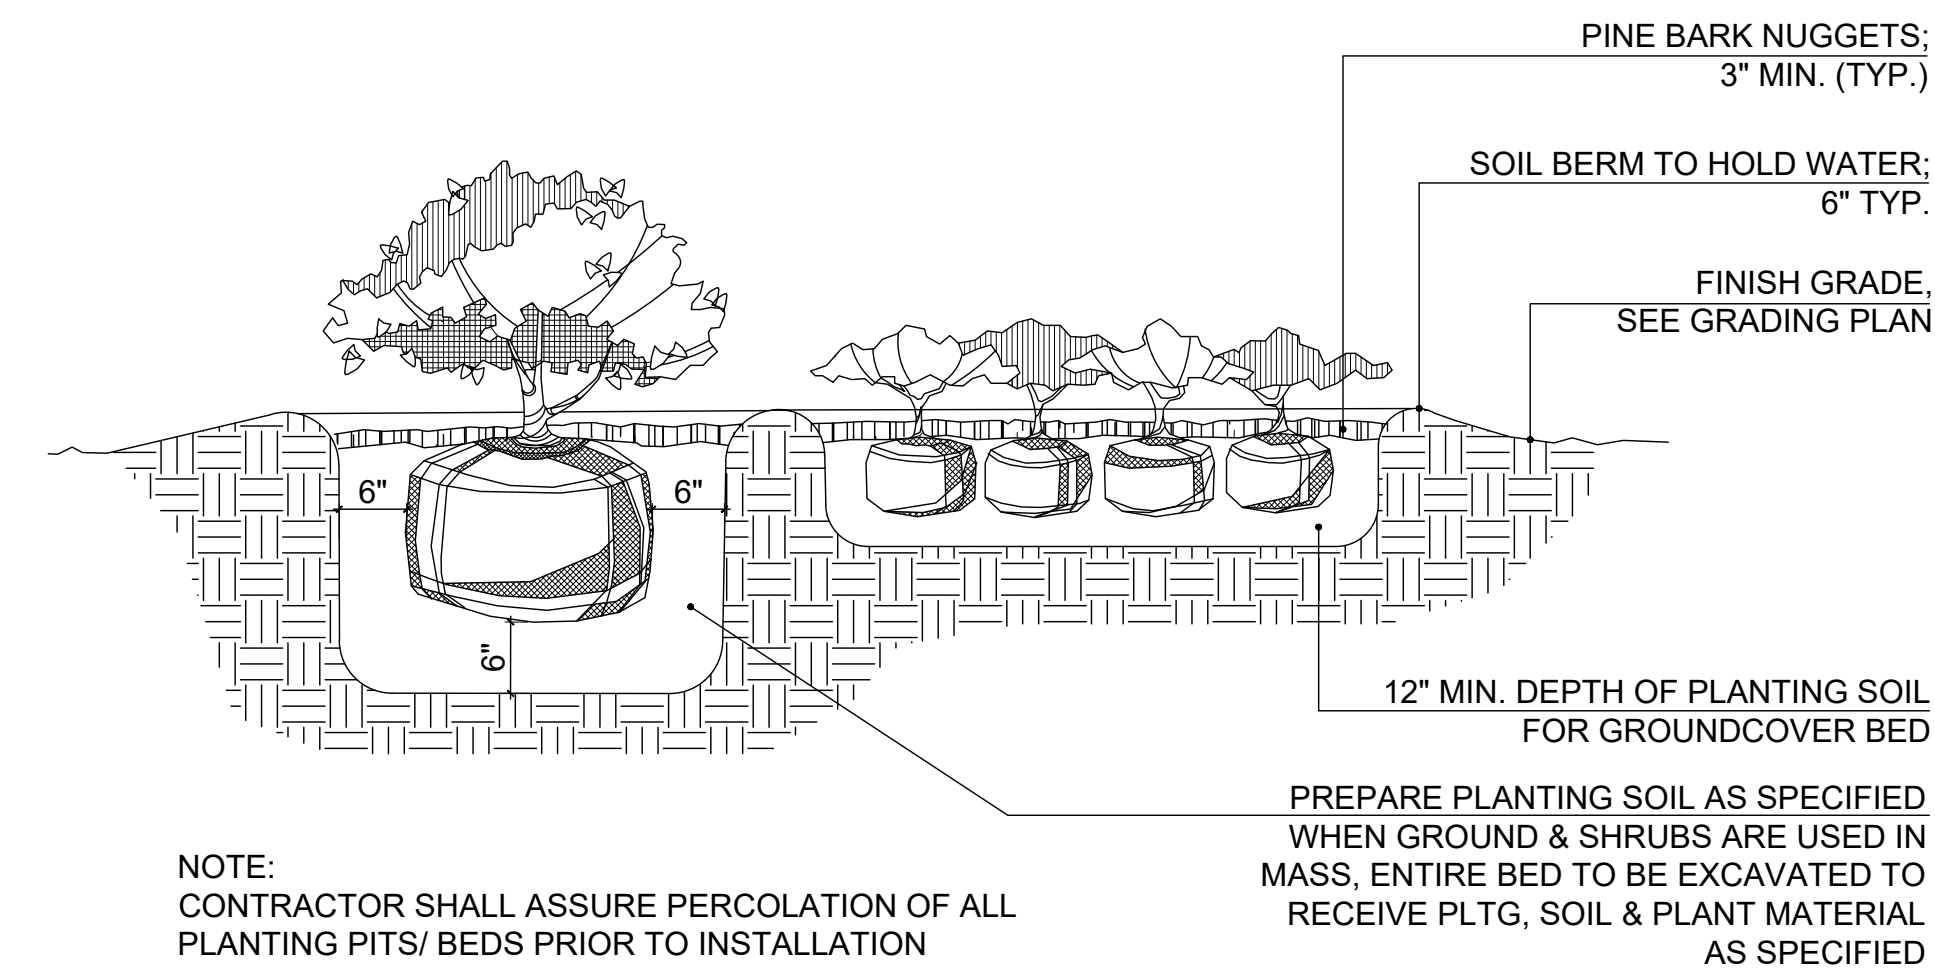 PINE BARK NUGGETS;
3" MIN. (TYP.)
SOIL BERM TO HOLD WATER;
6" TYP.
FINISH GRADE,
SEE GRADING PLAN
6"
6"
6"
12" MIN. DEPTH OF PLANTING SOIL
FOR GROUNDCOVER BED
PREPARE PLANTING SOIL AS SPECIFIED
WHEN GROUND & SHRUBS ARE USED IN
MASS, ENTIRE BED TO BE EXCAVATED TO
RECEIVE PLTG, SOIL & PLANT MATERIAL
AS SPECIFIED
NOTE:
CONTRACTOR SHALL ASSURE PERCOLATION OF ALL
PLANTING PITS/ BEDS PRIOR TO INSTALLATION